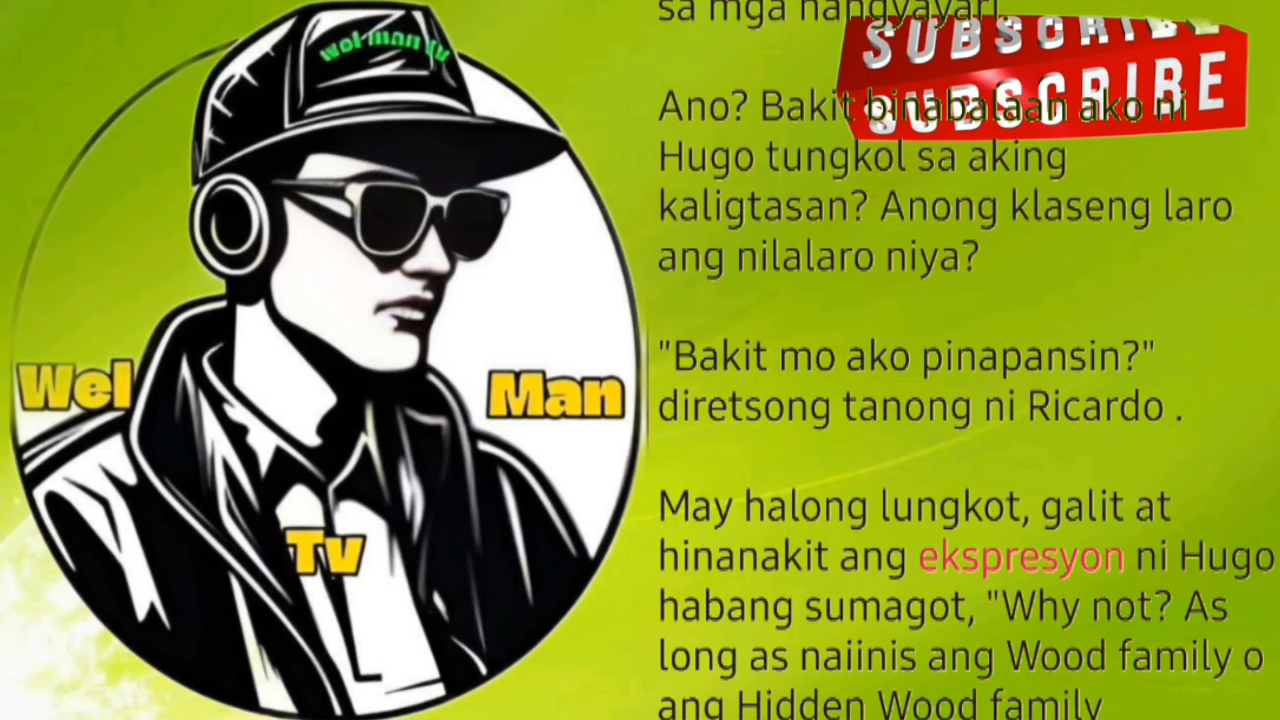 wel man tv
Wel
Man
Tv
SUBSCRIBE
SUBSCRIBE
sa mga nangyayari.
Ano? Bakit binabalaan ako ni
Hugo tungkol sa aking
kaligtasan? Anong klaseng laro
ang nilalaro niya?
"Bakit mo ako pinapansin?"
diretsong tanong ni Ricardo .
May halong lungkot, galit at
hinanakit ang ekspresyon ni Hugo
habang sumagot, "Why not? As
long as naiinis ang Wood family o
ang Hidden Wood family